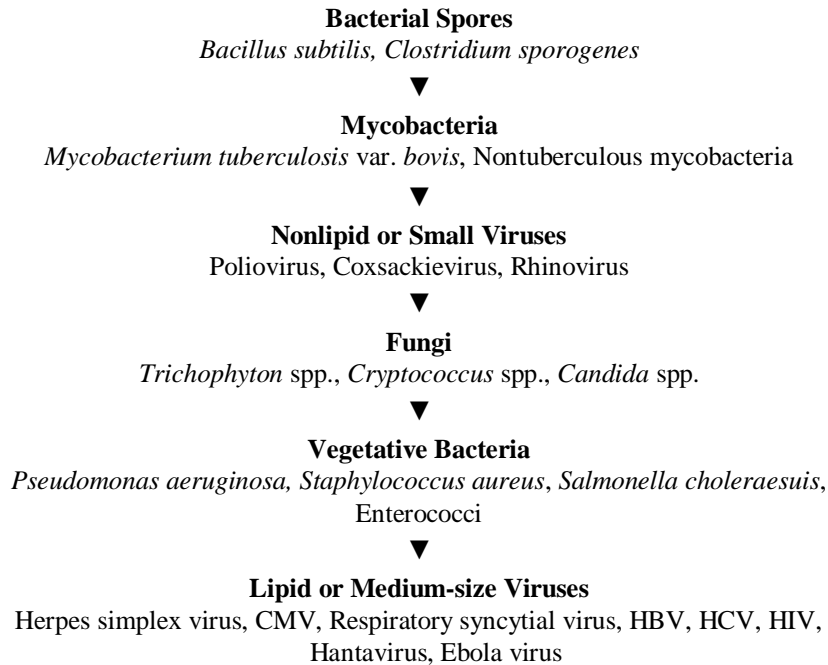 Bacterial Spores
Bacillus subtilis, Clostridium sporogenes
▼
Mycobacteria
Mycobacterium tuberculosis var. bovis, Nontuberculous mycobacteria
▼
Nonlipid or Small Viruses
Poliovirus, Coxsackievirus, Rhinovirus
▼
Fungi
Trichophyton spp., Cryptococcus spp., Candida spp.
▼
Vegetative Bacteria
Pseudomonas aeruginosa, Staphylococcus aureus, Salmonella choleraesuis,
Enterococci
▼
Lipid or Medium-size Viruses
Herpes simplex virus, CMV, Respiratory syncytial virus, HBV, HCV, HIV,
Hantavirus, Ebola virus